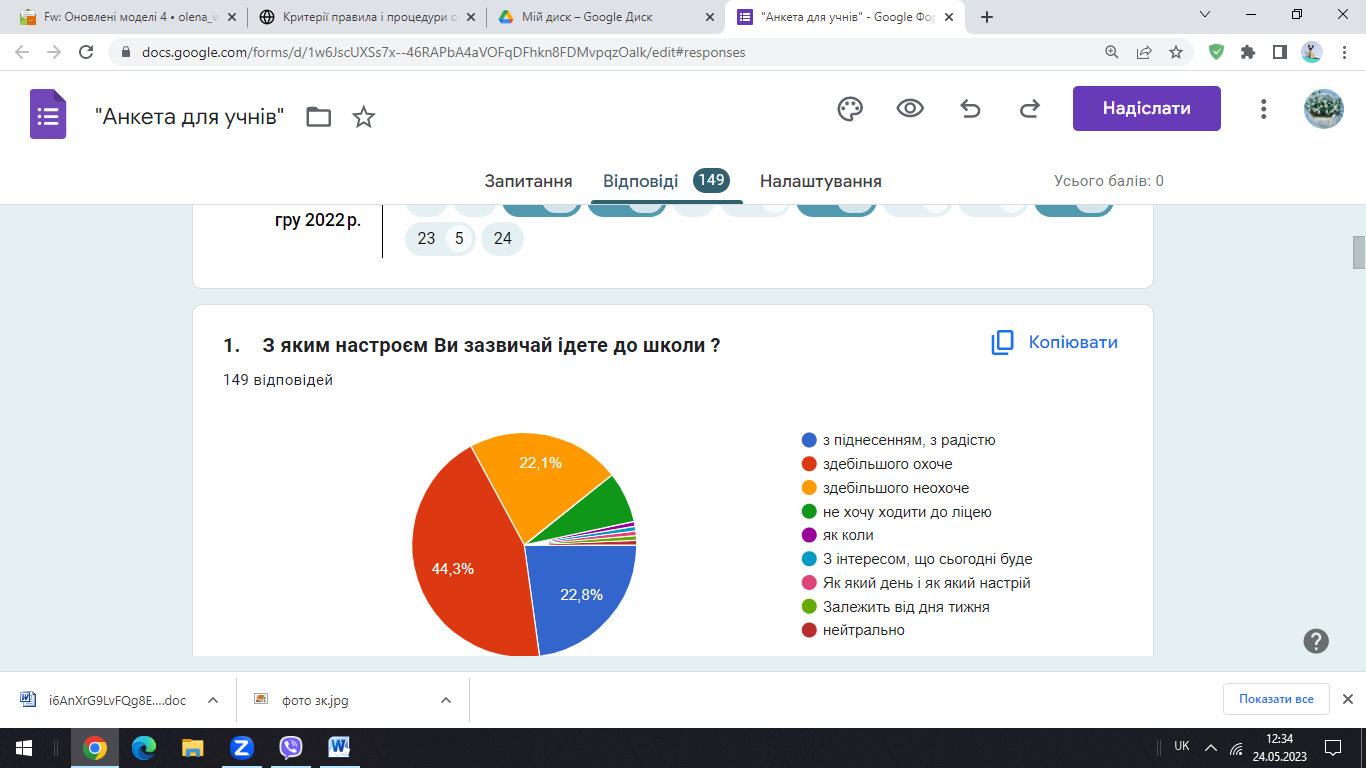 Fw: Оновлені моделі 4 • olena_v
Критерії правила і процедури о
Мій диск – Google Диск
"Анкета для учнів" - Google Фор
docs.google.com/forms/d/1w6JscUXSs7x--46RAPbA4aVOFqDFhkn8FDMvpqzOaIk/edit#responses
"Анкета для учнів"
Надіслати
Запитання
Відповіді 149
Налаштування
Усього балів: 0
гру 2022 р.
23 5 24
1. З яким настроєм Ви зазвичай ідете до школи ?
Копіювати
149 відповідей
22,1%
44,3%
22,8%
з піднесенням, з радістю
здебільшого охоче
здебільшого неохоче
не хочу ходити до ліцею
як коли
З інтересом, що сьогодні буде
Як який день і як який настрій
Залежить від дня тижня
нейтрально
i6AnXrG9LvFQg8E....doc
фото зк.jpg
Показати все
UK
12:34
24.05.2023